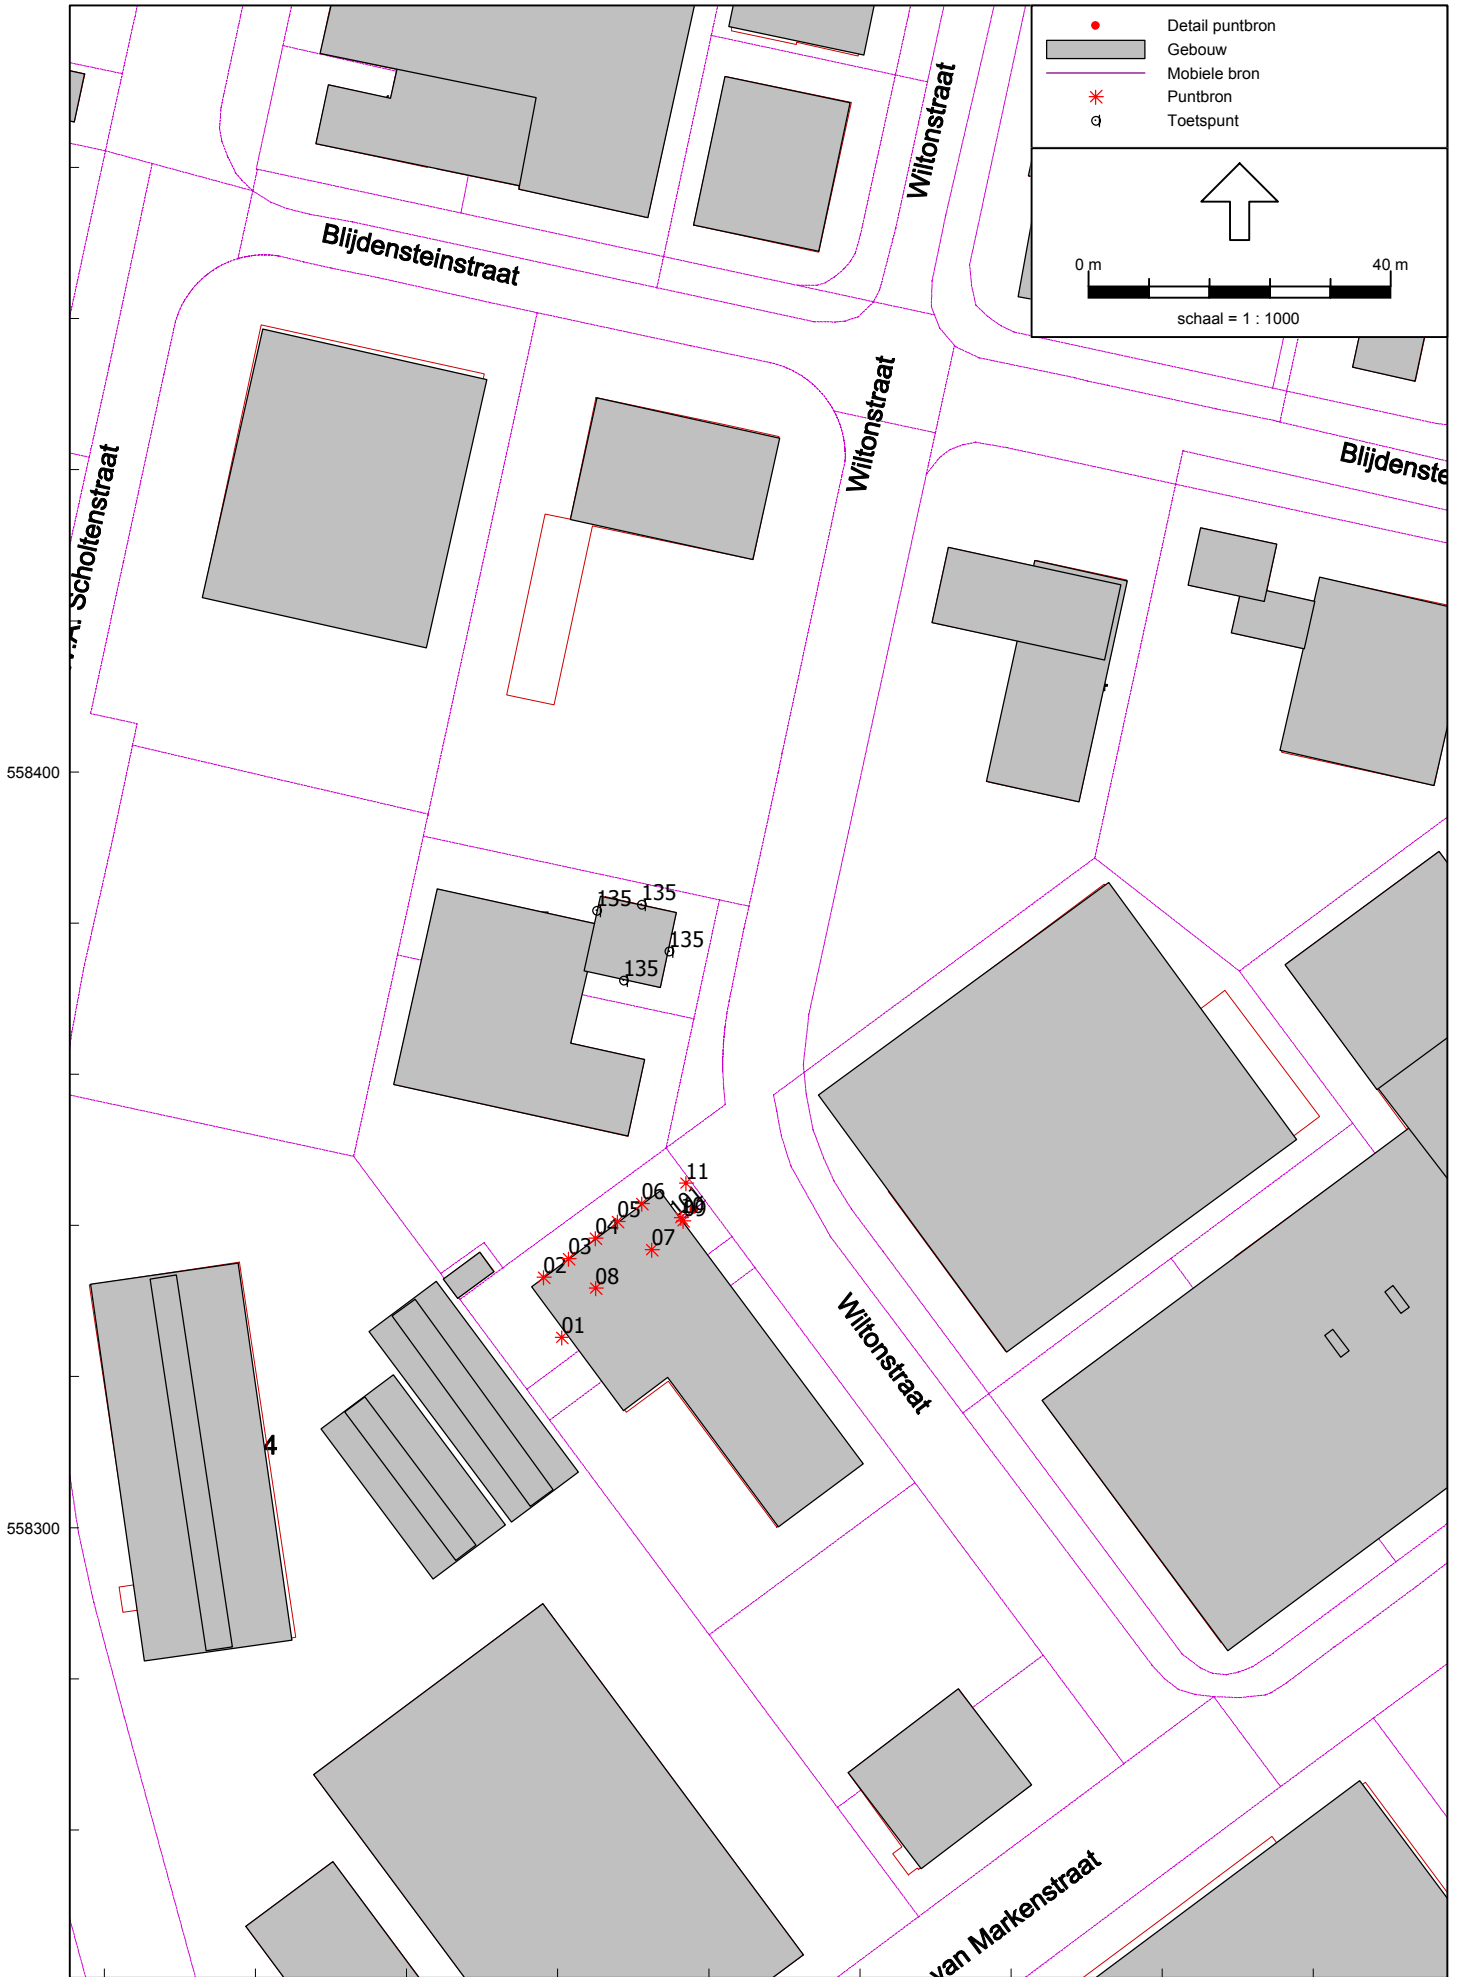 Detail puntbron
Gebouw
Mobiele bron
Puntbron
Toetspunt
0 m
40 m
schaal = 1 : 1000
Wiltonstraat
Blijdensteinstraat
Wiltonstraat
Blijdenste
Scholtenstraat
558400
135
135
135
135
11
06
05
04
03
02
07
08
09
01
Wiltonstraat
4
558300
van Markenstraat